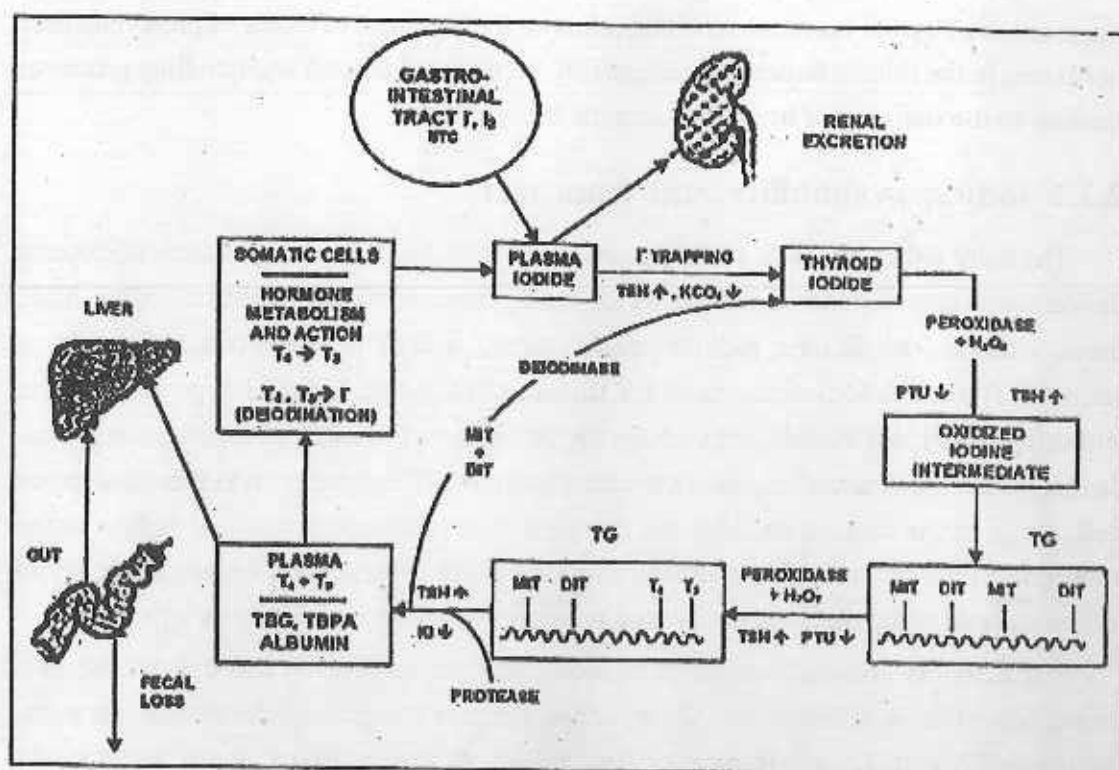 GASTRO-
INTESTINAL
TRACT I⁻, I₂
ETC
RENAL
EXCRETION
SOMATIC CELLS
HORMONE
METABOLISM
AND ACTION
T₄ → T₃
T₄, T₃ → I⁻
(DEIODINATION)
PLASMA
IODIDE
I⁻ TRAPPING
TSH ↑, KCO₄ ↓
THYROID
IODIDE
LIVER
PEROXIDASE
+ H₂O₂
DEIODINASE
PTU ↓ TSH ↑
MIT
+
DIT
OXIDIZED
IODINE
INTERMEDIATE
GUT
TG
TG
PLASMA
T₄ + T₃
TBG, TBPA
ALBUMIN
TSH ↑
KI ↓
MIT DIT T₄ T₃
PEROXIDASE
+ H₂O₂
TSH ↑ PTU ↓
MIT DIT MIT DIT
FECAL
LOSS
PROTEASE